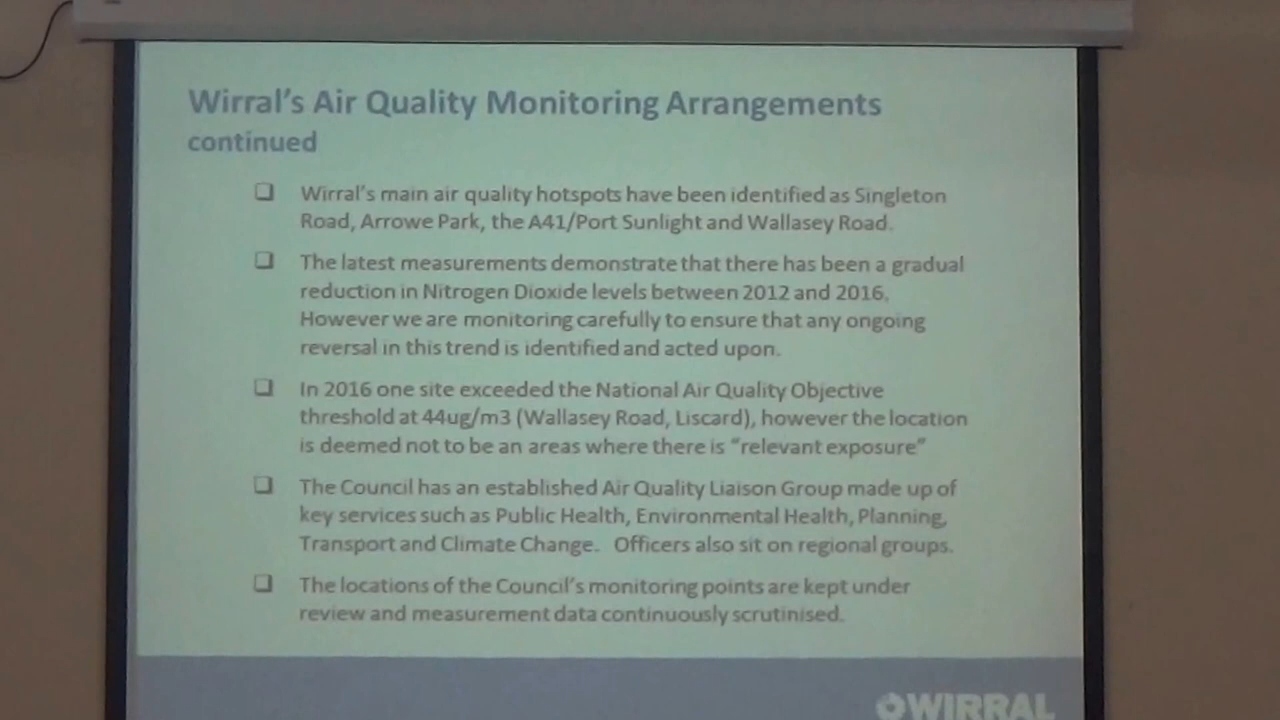 Wirral's Air Quality Monitoring Arrangements
continued
❑ Wirral's main air quality hotspots have been identified as Singleton
Road, Arrowe Park, the A41/Port Sunlight and Wallasey Road.
❑ The latest measurements demonstrate that there has been a gradual
reduction in Nitrogen Dioxide levels between 2012 and 2016.
However we are monitoring carefully to ensure that any ongoing
reversal in this trend is identified and acted upon.
❑ In 2016 one site exceeded the National Air Quality Objective
threshold at 44ug/m3 (Wallasey Road, Liscard), however the location
is deemed not to be an areas where there is "relevant exposure"
❑ The Council has an established Air Quality Liaison Group made up of
key services such as Public Health, Environmental Health, Planning,
Transport and Climate Change. Officers also sit on regional groups.
❑ The locations of the Council's monitoring points are kept under
review and measurement data continuously scrutinised.
WIRRAL